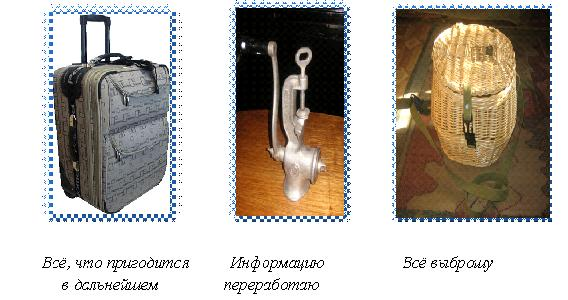 Всё, что пригодится
в дальнейшем
Информацию
переработаю
Всё выброшу